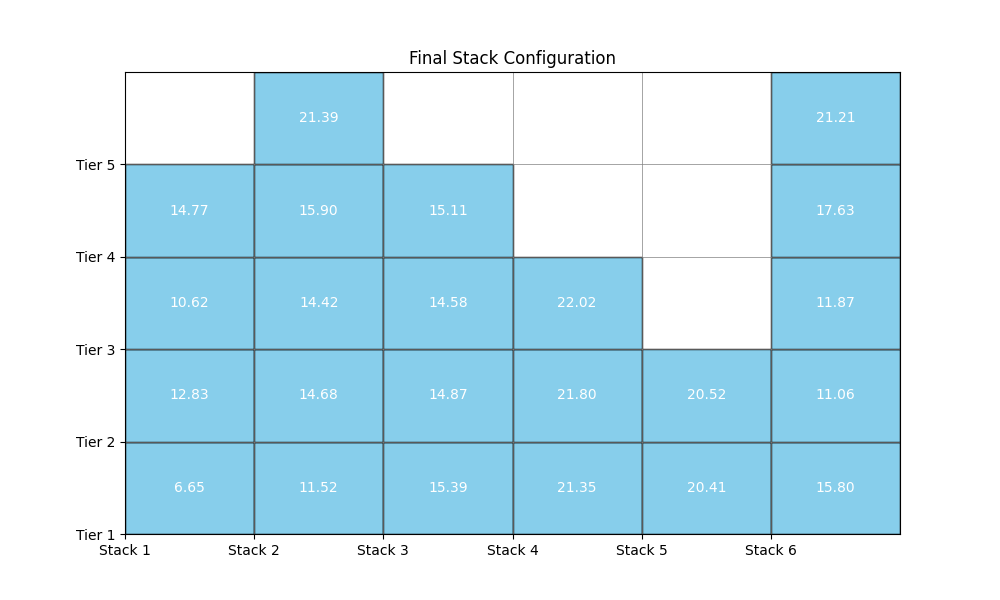 Final Stack Configuration
21.39 21.21
Tier 5
14.77 15.90 15.11 17.63
Tier 4
10.62 14.42 14.58 22.02 11.87
Tier 3
12.83 14.68 14.87 21.80 20.52 11.06
Tier 2
6.65 11.52 15.39 21.35 20.41 15.80
Tier 1
Stack 1 Stack 2 Stack 3 Stack 4 Stack 5 Stack 6